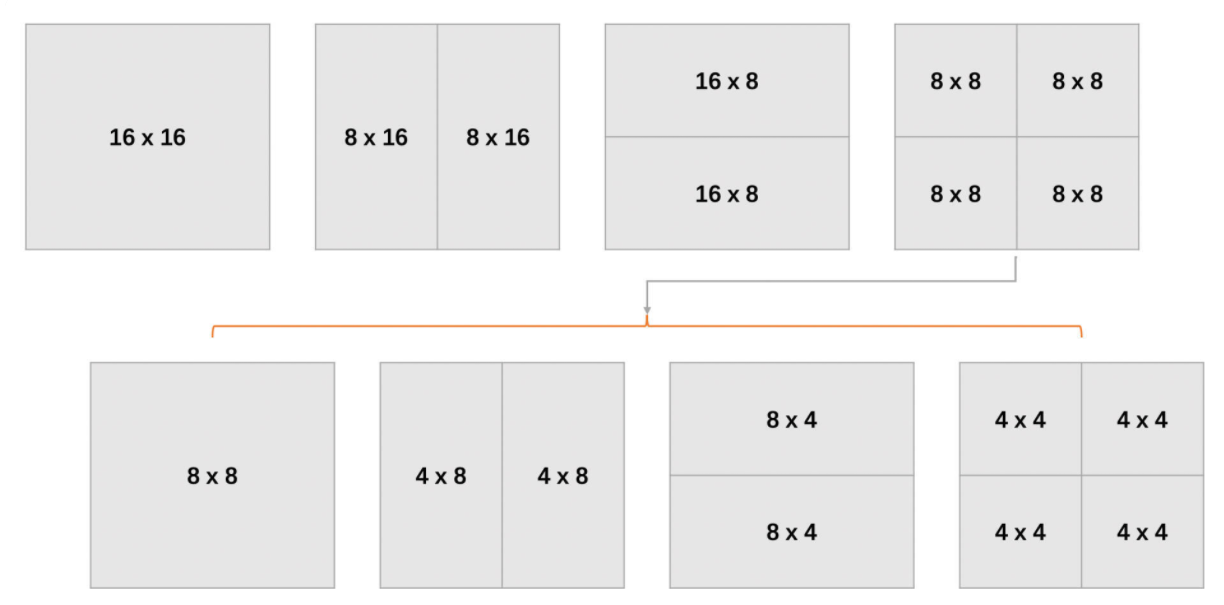 16 x 16
8 x 16 8 x 16
16 x 8
16 x 8
8 x 8 8 x 8
8 x 8 8 x 8
8 x 8
4 x 8 4 x 8
8 x 4
8 x 4
4 x 4 4 x 4
4 x 4 4 x 4